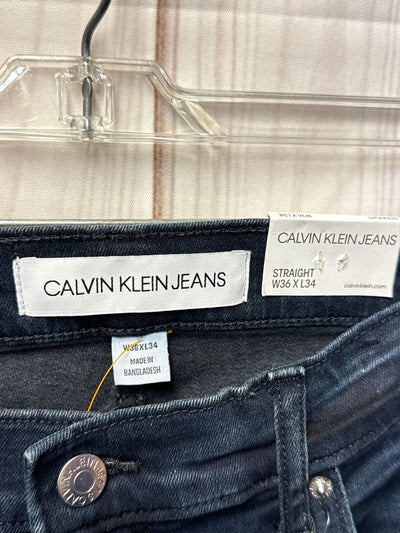 CALVIN KLEIN JEANS
STRAIGHT
W36 X L34
calvinklein.com
CALVIN KLEIN JEANS
W36XL34
MADE IN
BANGLADESH